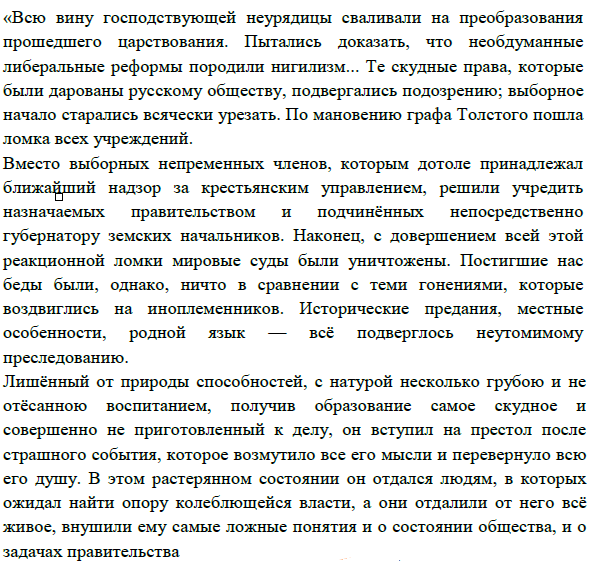 «Всю вину господствующей неурядицы сваливали на преобразования
прошедшего царствования. Пытались доказать, что необдуманные
либеральные реформы породили нигилизм... Те скудные права, которые
были дарованы русскому обществу, подвергались подозрению; выборное
начало старались всячески урезать. По мановению графа Толстого пошла
ломка всех учреждений.
Вместо выборных непременных членов, которым дотоле принадлежал
ближайший надзор за крестьянским управлением, решили учредить
назначаемых правительством и подчинённых непосредственно
губернатору земских начальников. Наконец, с довершением всей этой
реакционной ломки мировые суды были уничтожены. Постигшие нас
беды были, однако, ничто в сравнении с теми гонениями, которые
воздвиглись на иноплеменников. Исторические предания, местные
особенности, родной язык — всё подверглось неутомимому
преследованию.
Лишённый от природы способностей, с натурой несколько грубою и не
отёсанною воспитанием, получив образование самое скудное и
совершенно не приготовленный к делу, он вступил на престол после
страшного события, которое возмутило все его мысли и перевернуло всю
его душу. В этом растерянном состоянии он отдался людям, в которых
ожидал найти опору колеблющейся власти, а они отдалили от него всё
живое, внушили ему самые ложные понятия и о состоянии общества, и о
задачах правительства